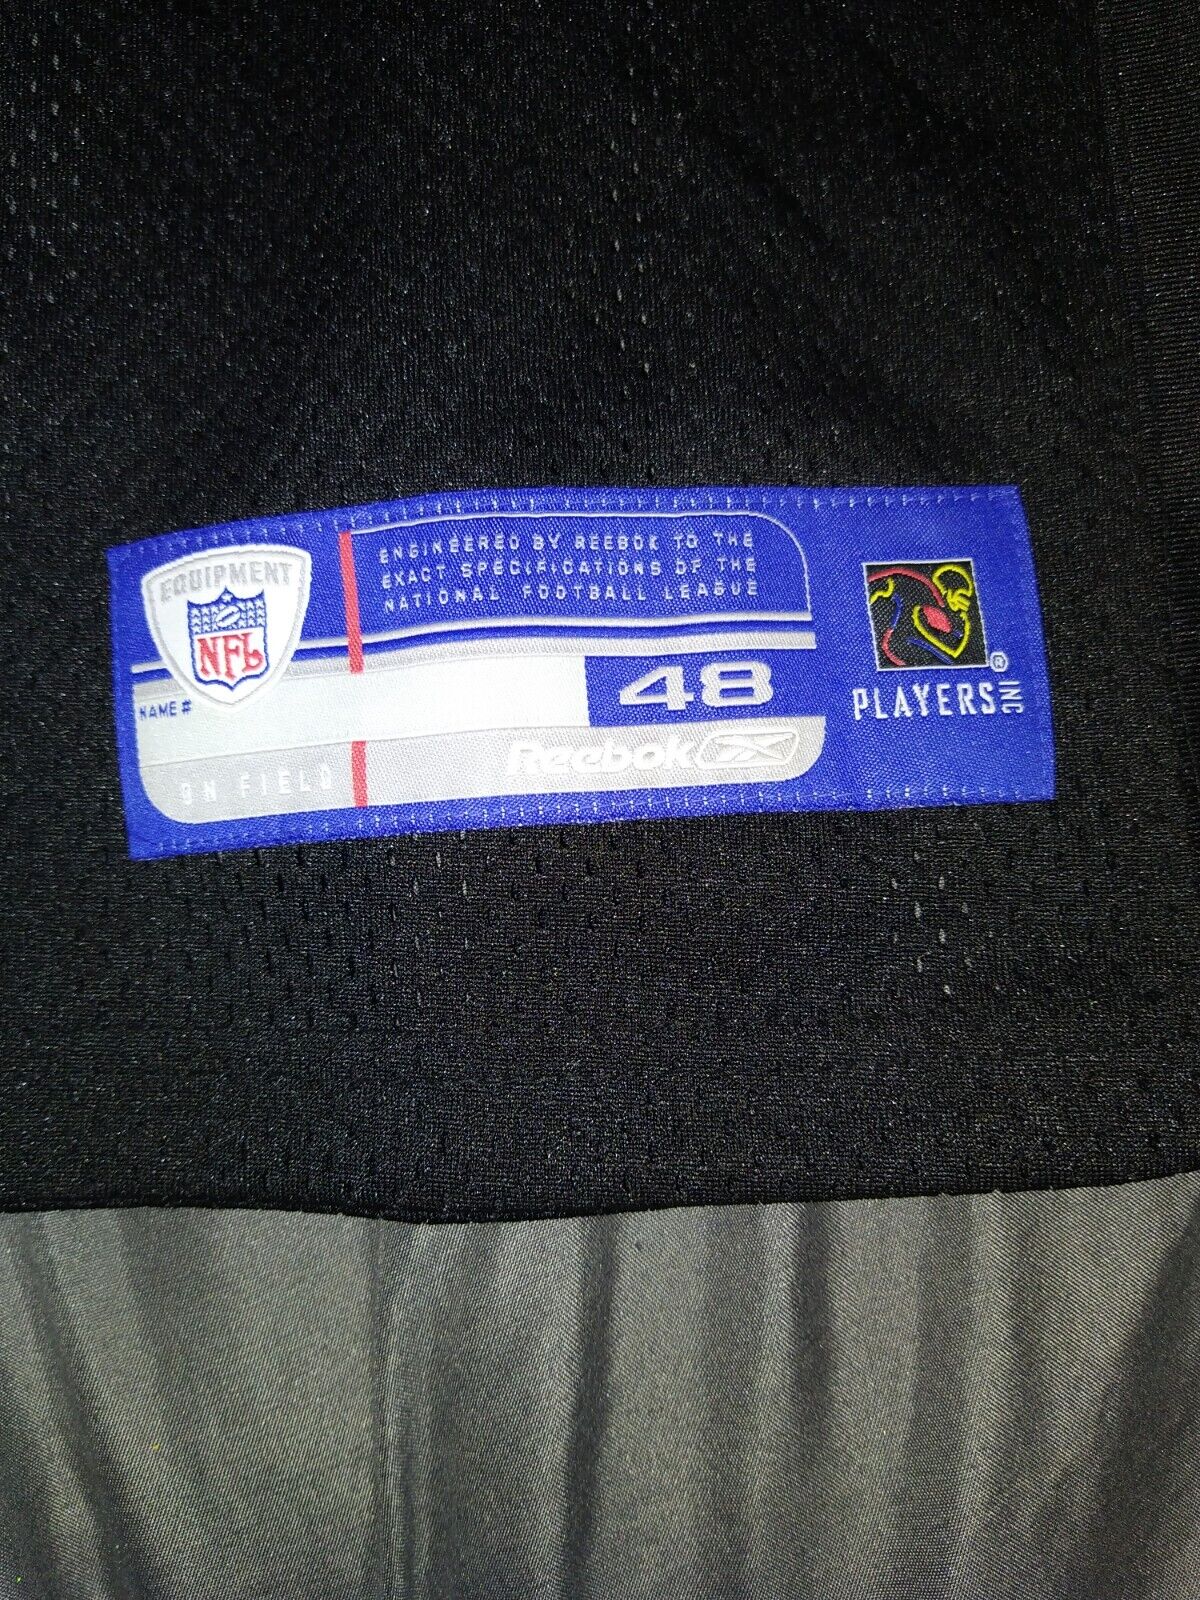 EQUIPMENT
NFL
ENGINEERED BY REEBOK TO THE
EXACT SPECIFICATIONS OF THE
NATIONAL FOOTBALL LEAGUE
NAME #
48
ON FIELD
Reebok
PLAYERS INC
®